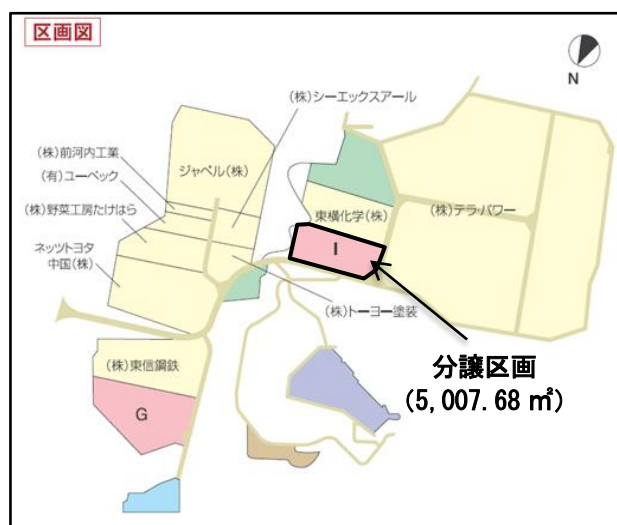 区画図
N
(株)シーエックスアール
(株)前河内工業
ジャペル(株)
(有)ユーペック
(株)野菜工房たけはら
東横化学(株)
(株)テラ・パワー
ネッツトヨタ
中国(株)
I
(株)トーヨー塗装
(株)東信鋼鉄
分譲区画
(5,007.68 ㎡)
G